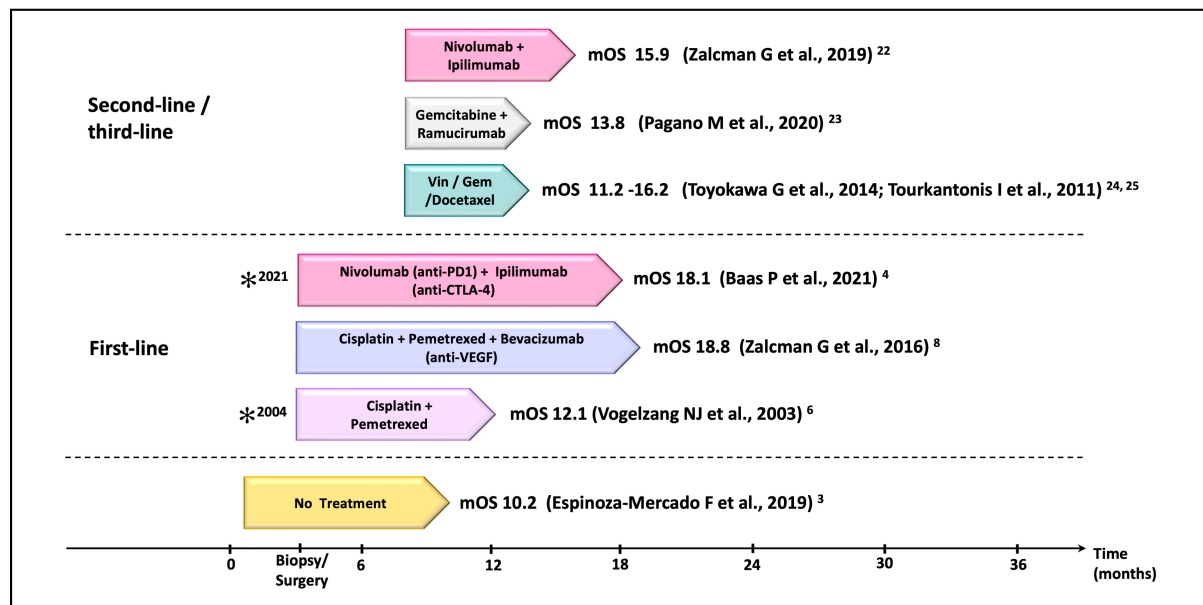 Nivolumab +
Ipilimumab
mOS 15.9 (Zalcman G et al., 2019) 22
Second-line /
third-line
Gemcitabine +
Ramucirumab
mOS 13.8 (Pagano M et al., 2020) 23
Vin / Gem
/Docetaxel
mOS 11.2 -16.2 (Toyokawa G et al., 2014; Tourkantonis I et al., 2011) 24, 25
*2021
Nivolumab (anti-PD1) + Ipilimumab
(anti-CTLA-4)
mOS 18.1 (Baas P et al., 2021) 4
First-line
Cisplatin + Pemetrexed + Bevacizumab
(anti-VEGF)
mOS 18.8 (Zalcman G et al., 2016) 8
*2004
Cisplatin +
Pemetrexed
mOS 12.1 (Vogelzang NJ et al., 2003) 6
No Treatment
mOS 10.2 (Espinoza-Mercado F et al., 2019) 3
0 Biopsy/ 6 12 18 24 30 36 Time
Surgery (months)